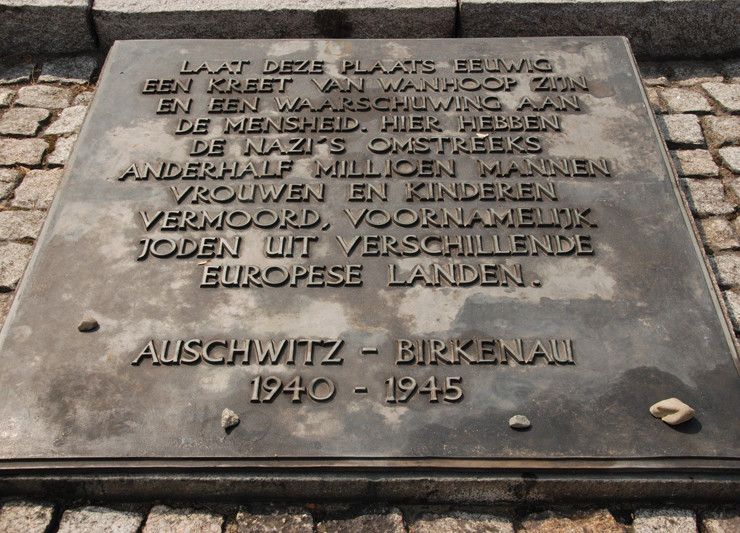 LAAT DEZE PLAATS EEUWIG
EEN KREET VAN WANHOOP ZIJN
EN EEN WAARSCHUWING AAN
DE MENSHEID. HIER HEBBEN
DE NAZI'S OMSTREEKS
ANDERHALF MILLIOEN MANNEN
VROUWEN EN KINDEREN
VERMOORD, VOORNAMELIJK
JODEN UIT VERSCHILLENDE
EUROPESE LANDEN.
AUSCHWITZ - BIRKENAU
1940 - 1945